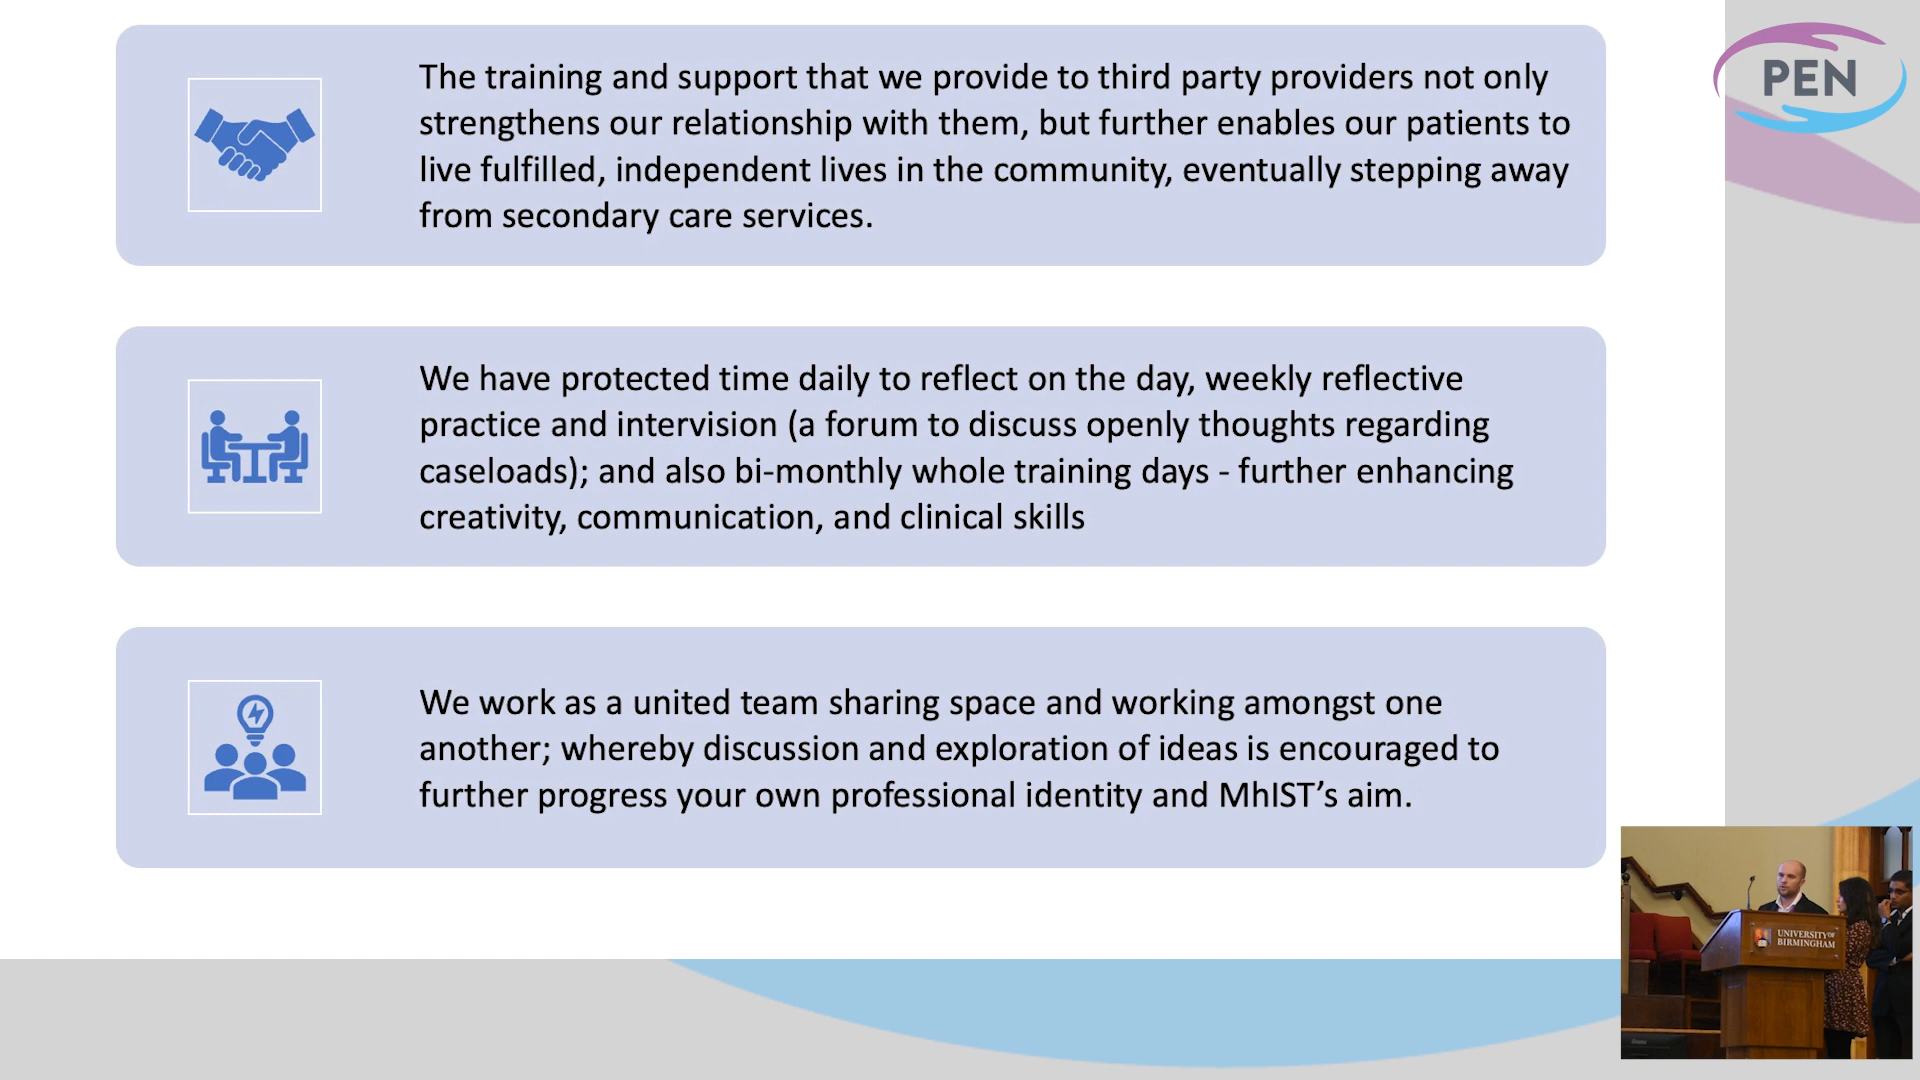 The training and support that we provide to third party providers not only
strengthens our relationship with them, but further enables our patients to
live fulfilled, independent lives in the community, eventually stepping away
from secondary care services.
PEN
We have protected time daily to reflect on the day, weekly reflective
practice and intervision (a forum to discuss openly thoughts regarding
caseloads); and also bi-monthly whole training days - further enhancing
creativity, communication, and clinical skills
We work as a united team sharing space and working amongst one
another; whereby discussion and exploration of ideas is encouraged to
further progress your own professional identity and MhIST’s aim.
UNIVERSITY OF
BIRMINGHAM